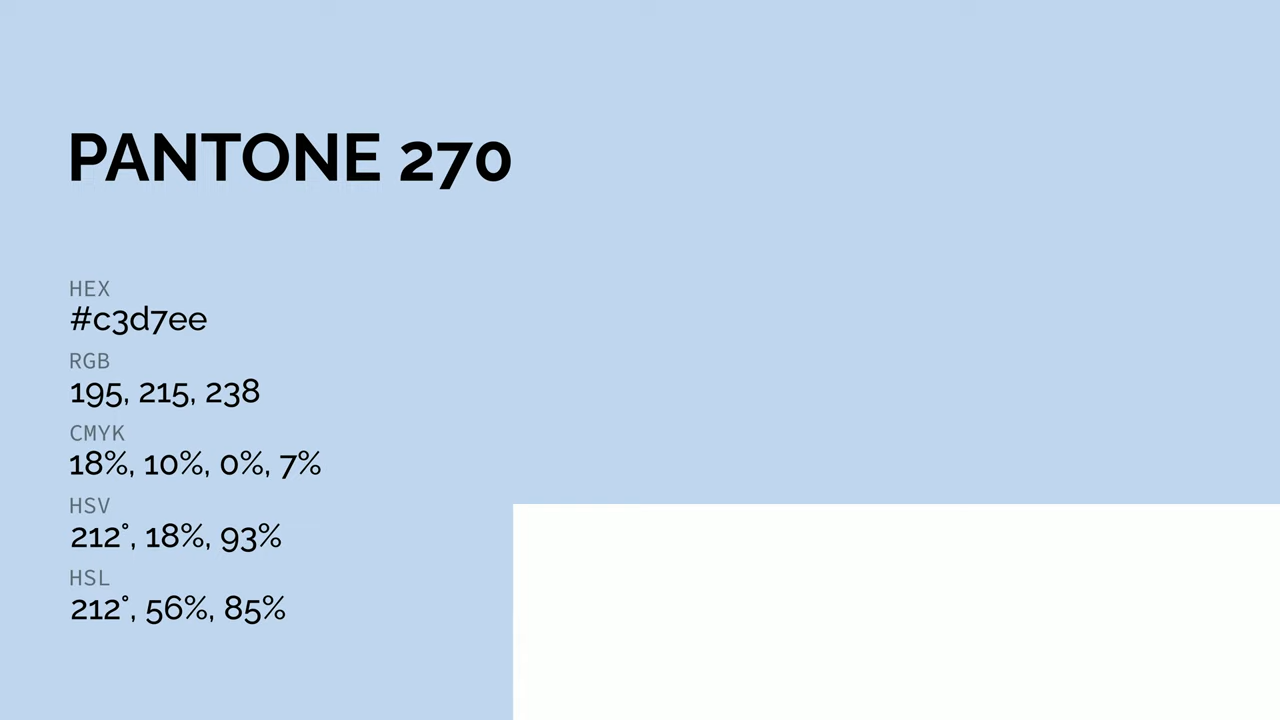 PANTONE 270
HEX
#c3d7ee
RGB
195, 215, 238
CMYK
18%, 10%, 0%, 7%
HSV
212°, 18%, 93%
HSL
212°, 56%, 85%